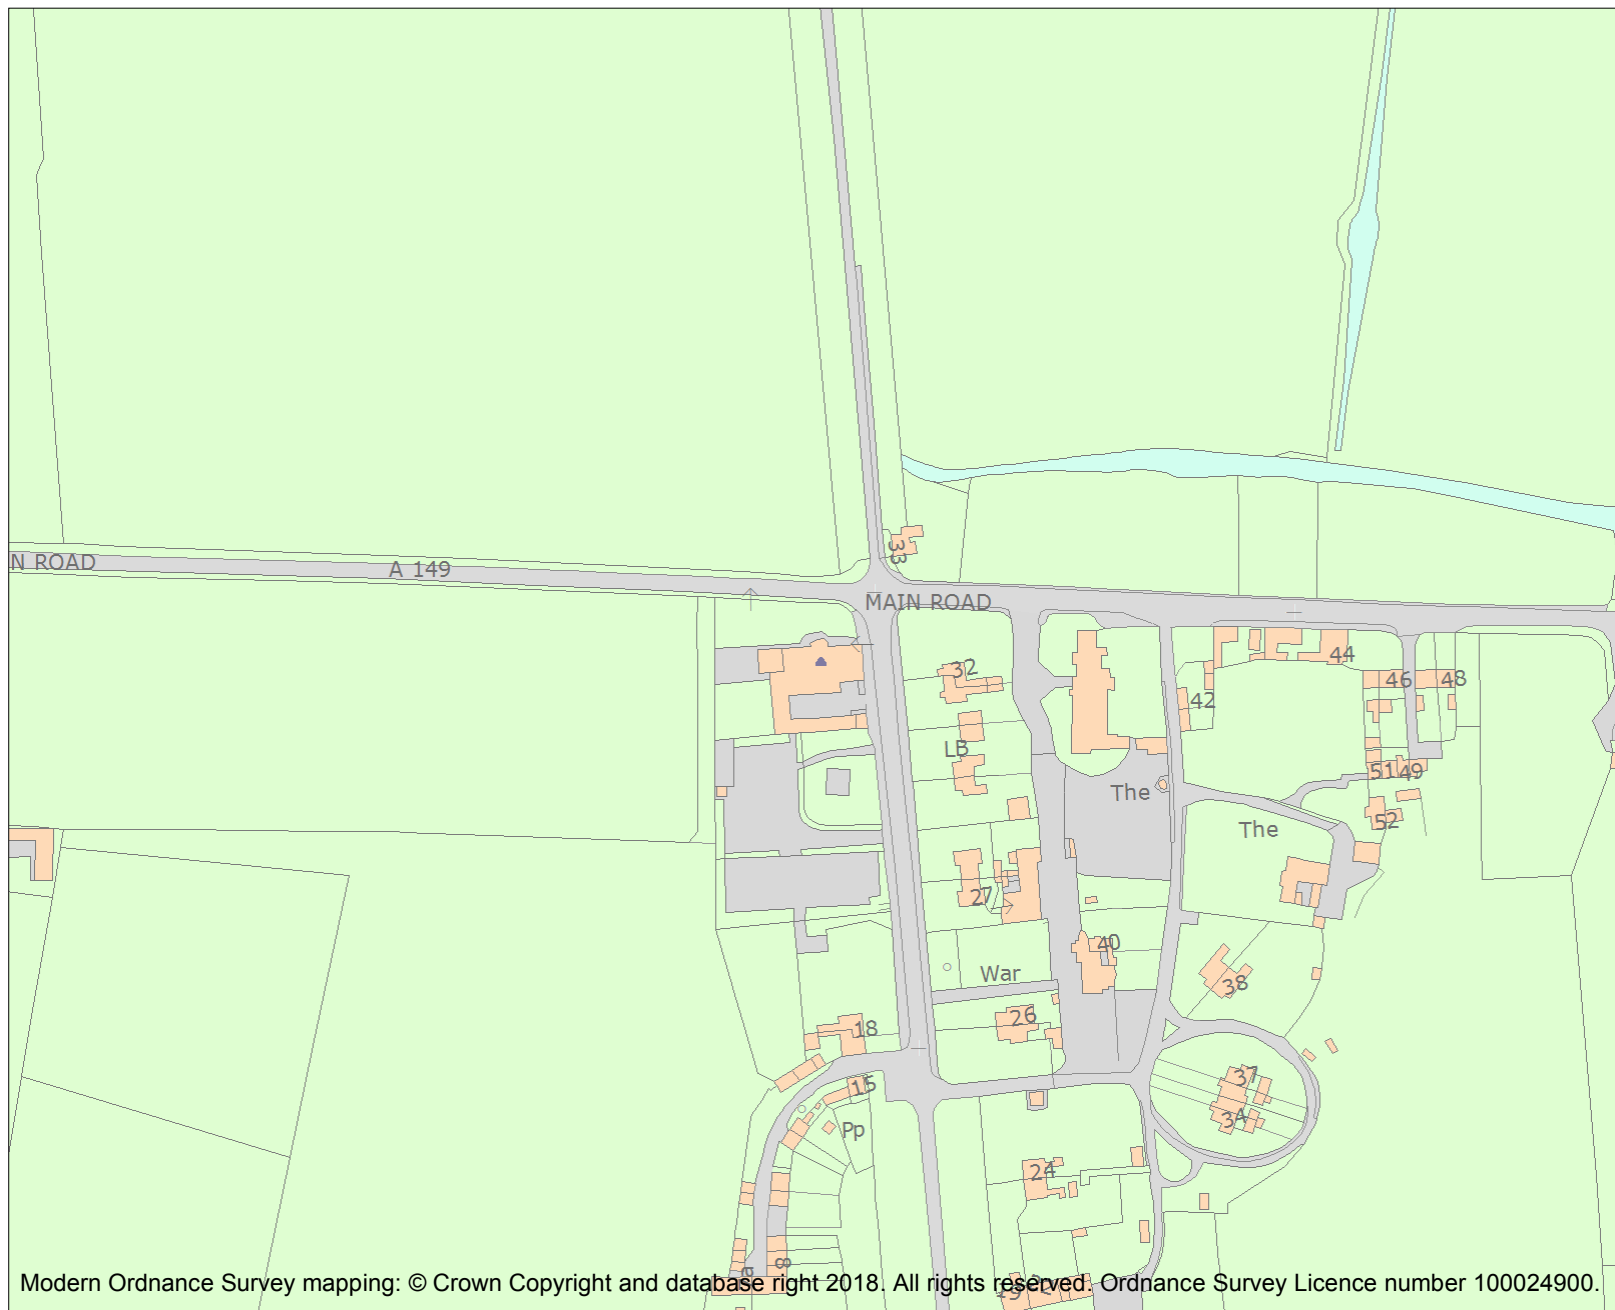 33
N ROAD
A 149
MAIN ROAD
44
32
46
48
42
LB
51
49
The
52
The
27
40
War
38
26
18
37
15
34
Pp
24
8
Modern Ordnance Survey mapping: © Crown Copyright and database right 2018. All rights reserved. Ordnance Survey Licence number 100024900.